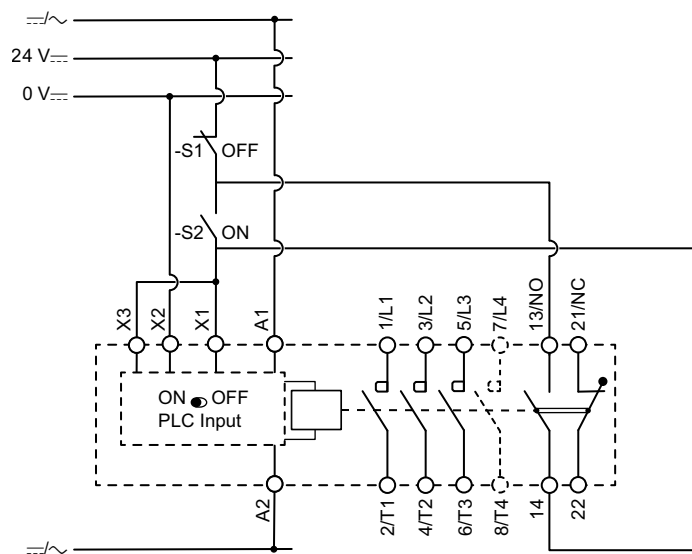 24 V
0 V
-S1 OFF
-S2 ON
X3
X2
X1
A1
1/L1
3/L2
5/L3
7/L4
13/NO
21/NC
ON OFF
PLC Input
A2
2/T1
4/T2
6/T3
8/T4
14
22